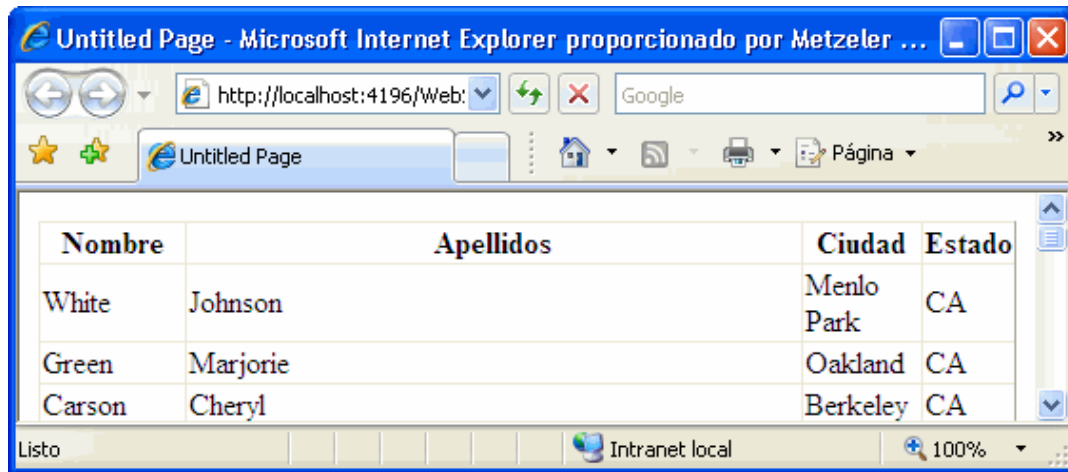 Untitled Page - Microsoft Internet Explorer proporcionado por Metzeler ...
http://localhost:4196/Web:
Google
Untitled Page
Página
Nombre Apellidos Ciudad Estado
White Johnson Menlo Park CA
Green Marjorie Oakland CA
Carson Cheryl Berkeley CA
Listo Intranet local 100%